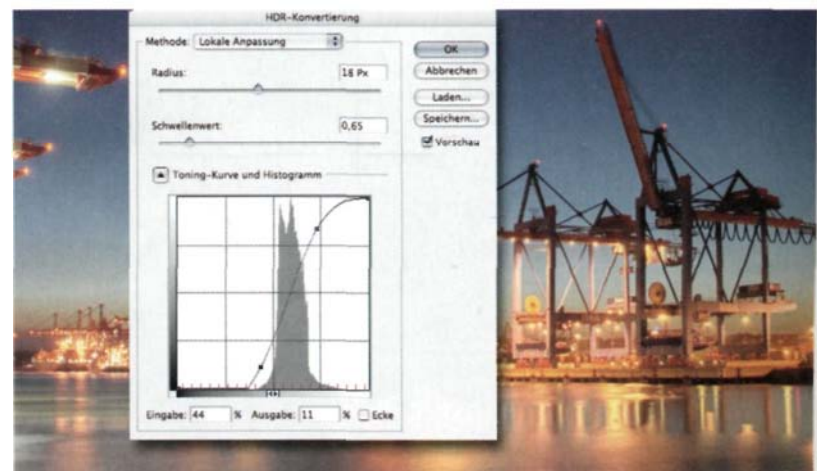 HDR-Konvertierung
Methode: Lokale Anpassung
OK
Abbrechen
Laden...
Speichern...
Vorschau
Radius: 18 Px
Schwellenwert: 0,65
Toning-Kurve und Histogramm
Eingabe: 44 % Ausgabe: 11 % Ecke